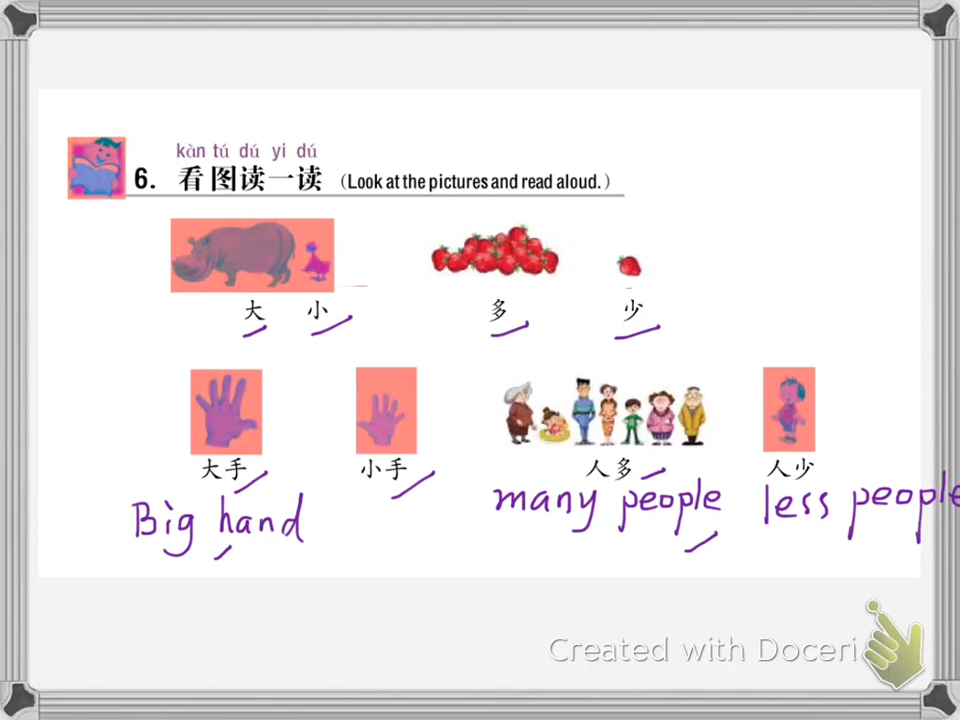 kàn tú dú yi dú
6. 看图读一读 （Look at the pictures and read aloud.）
大 小 多 少
大手 小手 人多 人少
Big hand many people less people
Created with Doceri